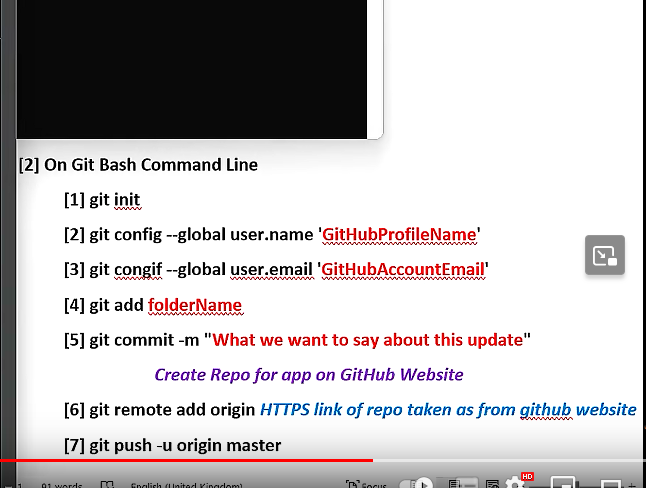 [2] On Git Bash Command Line
[1] git init
[2] git config --global user.name 'GitHubProfileName'
[3] git congif --global user.email 'GitHubAccountEmail'
[4] git add folderName
[5] git commit -m "What we want to say about this update"
Create Repo for app on GitHub Website
[6] git remote add origin HTTPS link of repo taken as from github website
[7] git push -u origin master
HD
1 91 words English (United Kingdom) Focus